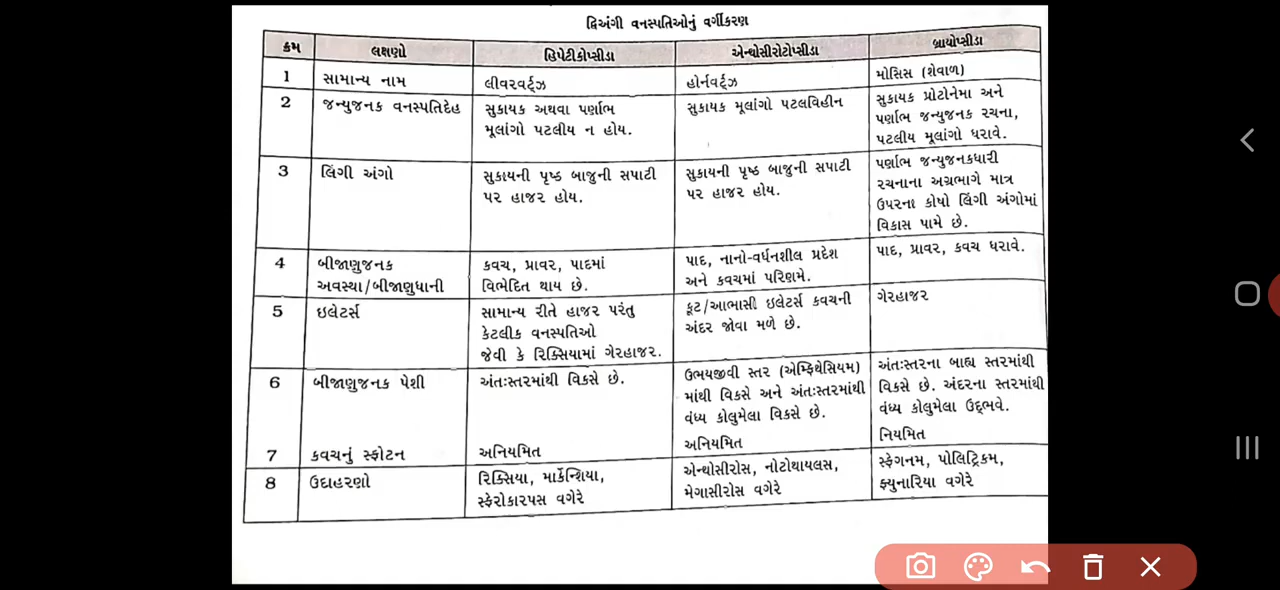 દ્વિઅંગી વનસ્પતિઓનું વર્ગીકરણ
ક્રમ લક્ષણો હિપેટીકોપ્સીડા એન્થોસીરોટોપ્સીડા બ્રાયોપ્સીડા
1 સામાન્ય નામ લીવરવર્ટ્ઝ હોર્નવર્ટ્ઝ મોસિસ (શેવાળ)
2 જન્યુજનક વનસ્પતિદેહ સુકાયક અથવા પર્ણાભ સુકાયક મૂલાંગો પટલવિહીન સુકાયક પ્રોટોનેમા અને
મૂલાંગો પટલીય ન હોય. પર્ણાભ જન્યુજનક રચના,
પટલીય મૂલાંગો ધરાવે.
3 લિંગી અંગો સુકાયની પૃષ્ઠ બાજુની સપાટી સુકાયની પૃષ્ઠ બાજુની સપાટી પર્ણાભ જન્યુજનકધારી
પર હાજર હોય. પર હાજર હોય. રચનાના અગ્રભાગે માત્ર
ઉપરના કોષો લિંગી અંગોમાં
વિકાસ પામે છે.
4 બીજાણુજનક કવચ, પ્રાવર, પાદમાં પાદ, નાનો-વર્ધનશીલ પ્રદેશ પાદ, પ્રાવર, કવચ ધરાવે.
અવસ્થા/બીજાણુધાની વિભેદિત થાય છે. અને કવચમાં પરિણમે.
5 ઇલેટર્સ સામાન્ય રીતે હાજર પરંતુ કૂટ/આભાસી ઇલેટર્સ કવચની ગેરહાજર
કેટલીક વનસ્પતિઓ અંદર જોવા મળે છે.
જેવી કે રિક્સિયામાં ગેરહાજર.
6 બીજાણુજનક પેશી અંતઃસ્તરમાંથી વિકસે છે. ઉભયજીવી સ્તર (એમ્ફિથેસિયમ) અંતઃસ્તરના બાહ્ય સ્તરમાંથી
માંથી વિકસે અને અંતઃસ્તરમાંથી વિકસે છે. અંદરના સ્તરમાંથી
વંધ્ય કોલુમેલા વિકસે છે. વંધ્ય કોલુમેલા ઉદ્ભવે.
7 કવચનું સ્ફોટન અનિયમિત અનિયમિત નિયમિત
8 ઉદાહરણો રિક્સિયા, માર્કેન્શિયા, એન્થોસીરોસ, નોટોથાયલસ, સ્ફેગનમ, પોલિટ્રિકમ,
સ્ફેરોકારપસ વગેરે મેગાસીરોસ વગેરે ફ્યુનારિયા વગેરે